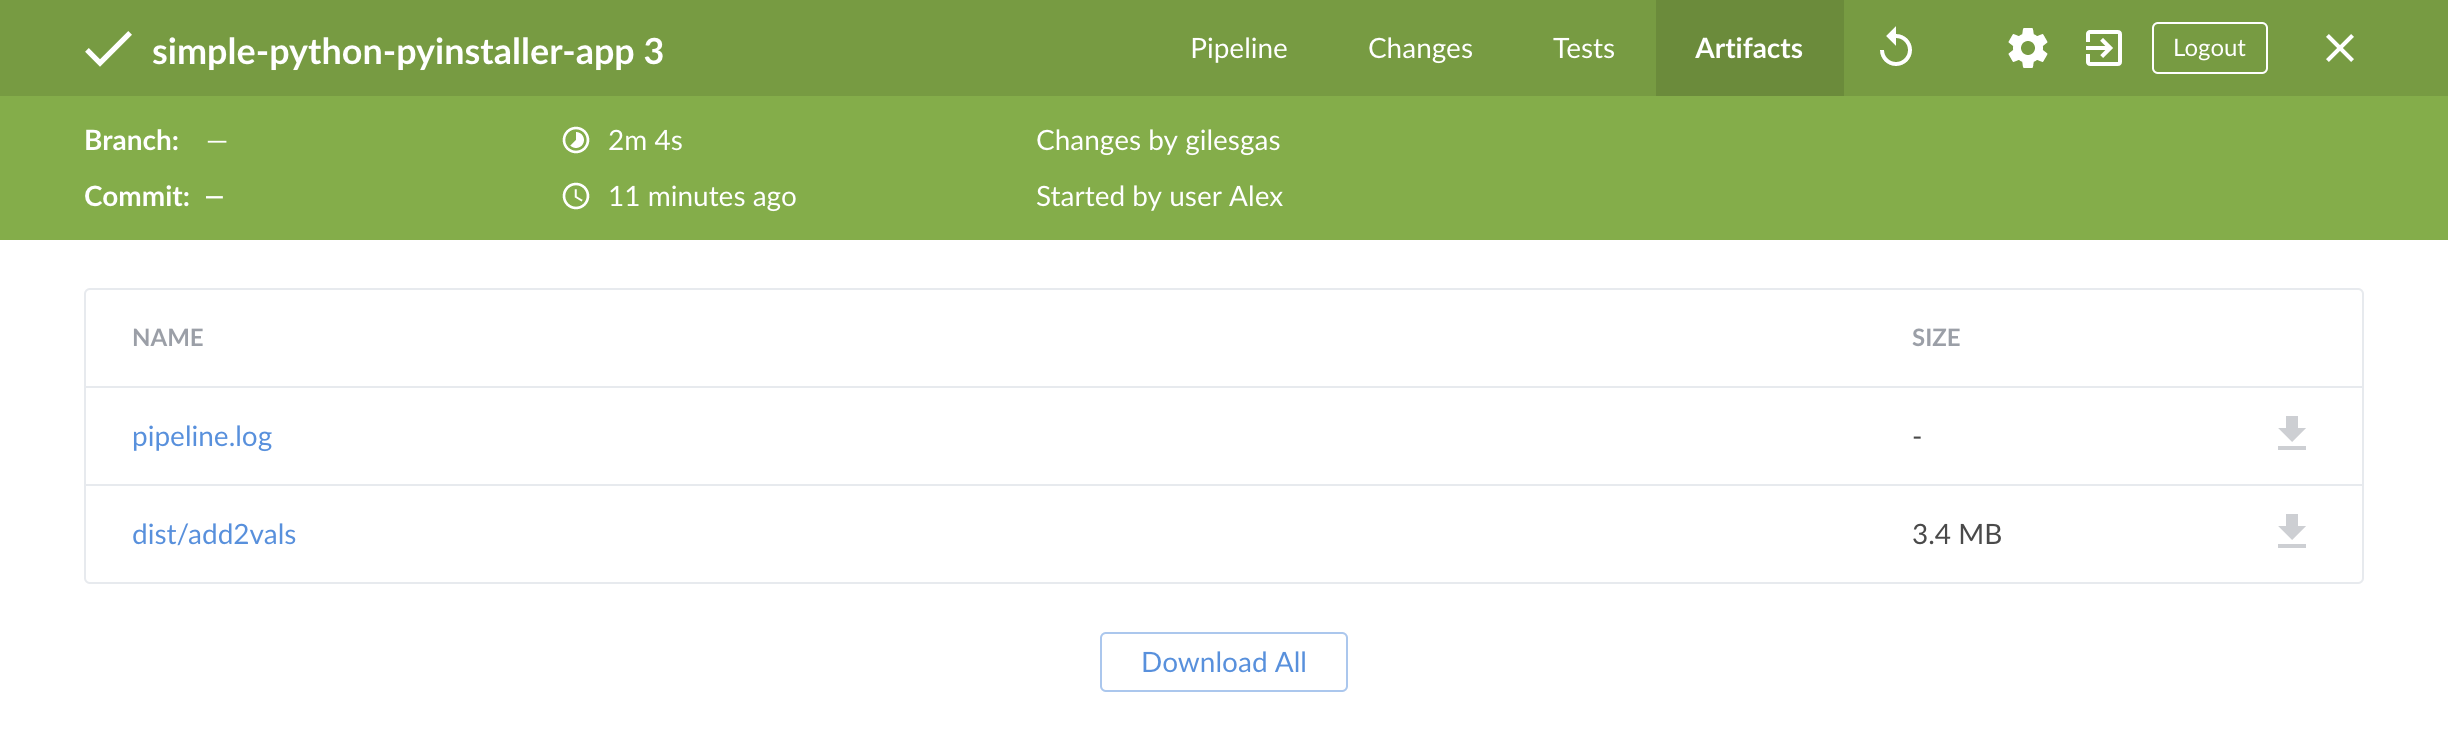 simple-python-pyinstaller-app 3 Pipeline Changes Tests Artifacts Logout
Branch: — 2m 4s Changes by gilesgas
Commit: — 11 minutes ago Started by user Alex
NAME SIZE
pipeline.log -
dist/add2vals 3.4 MB
Download All